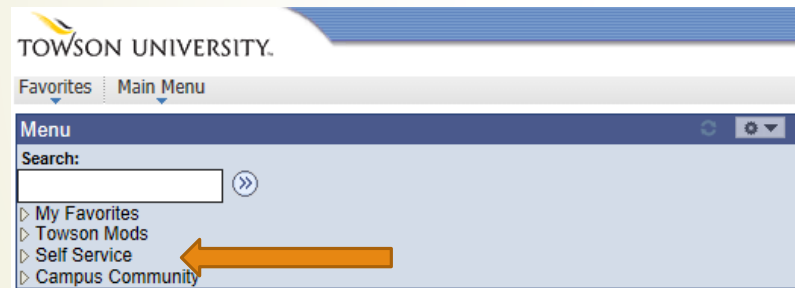 TOWSON UNIVERSITY.
Favorites Main Menu
Menu
Search:
My Favorites
Towson Mods
Self Service
Campus Community